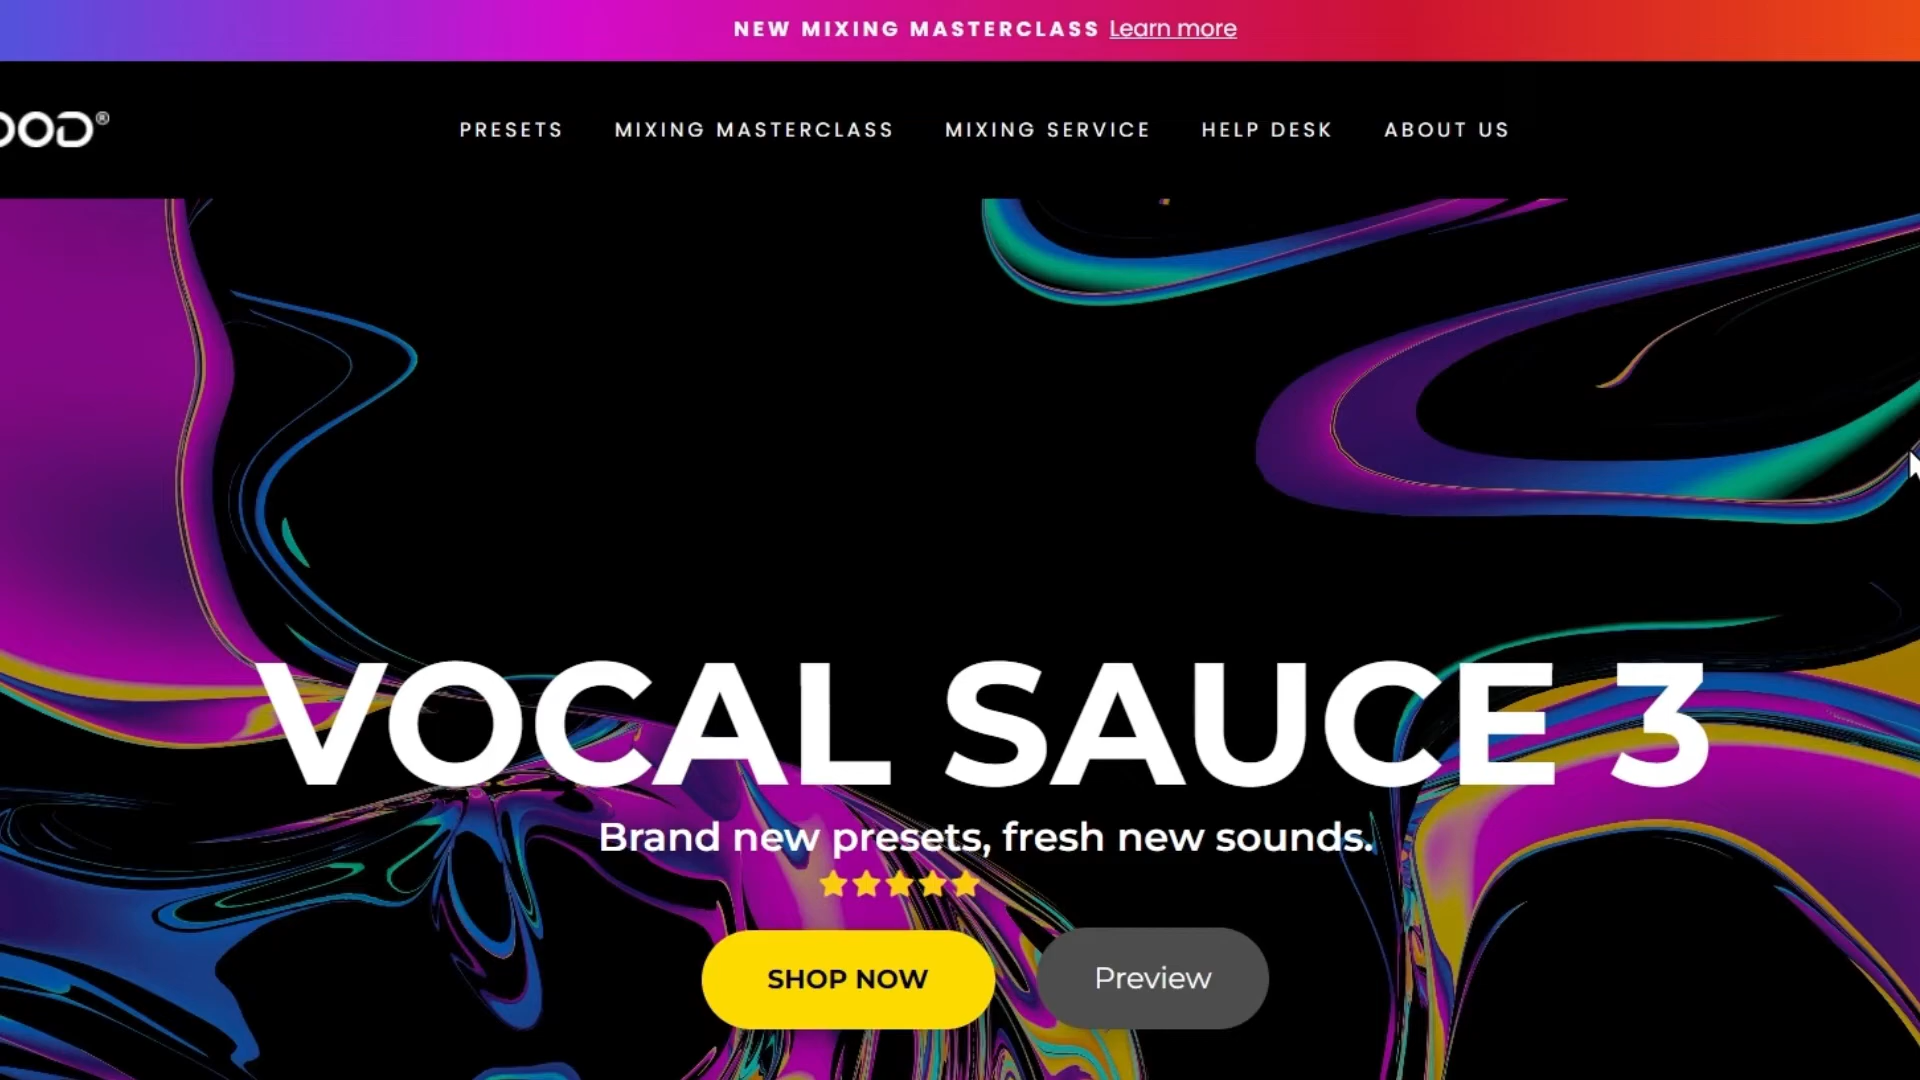 NEW MIXING MASTERCLASS Learn more
PRESETS MIXING MASTERCLASS MIXING SERVICE HELP DESK ABOUT US
VOCAL SAUCE 3
Brand new presets, fresh new sounds.
SHOP NOW Preview